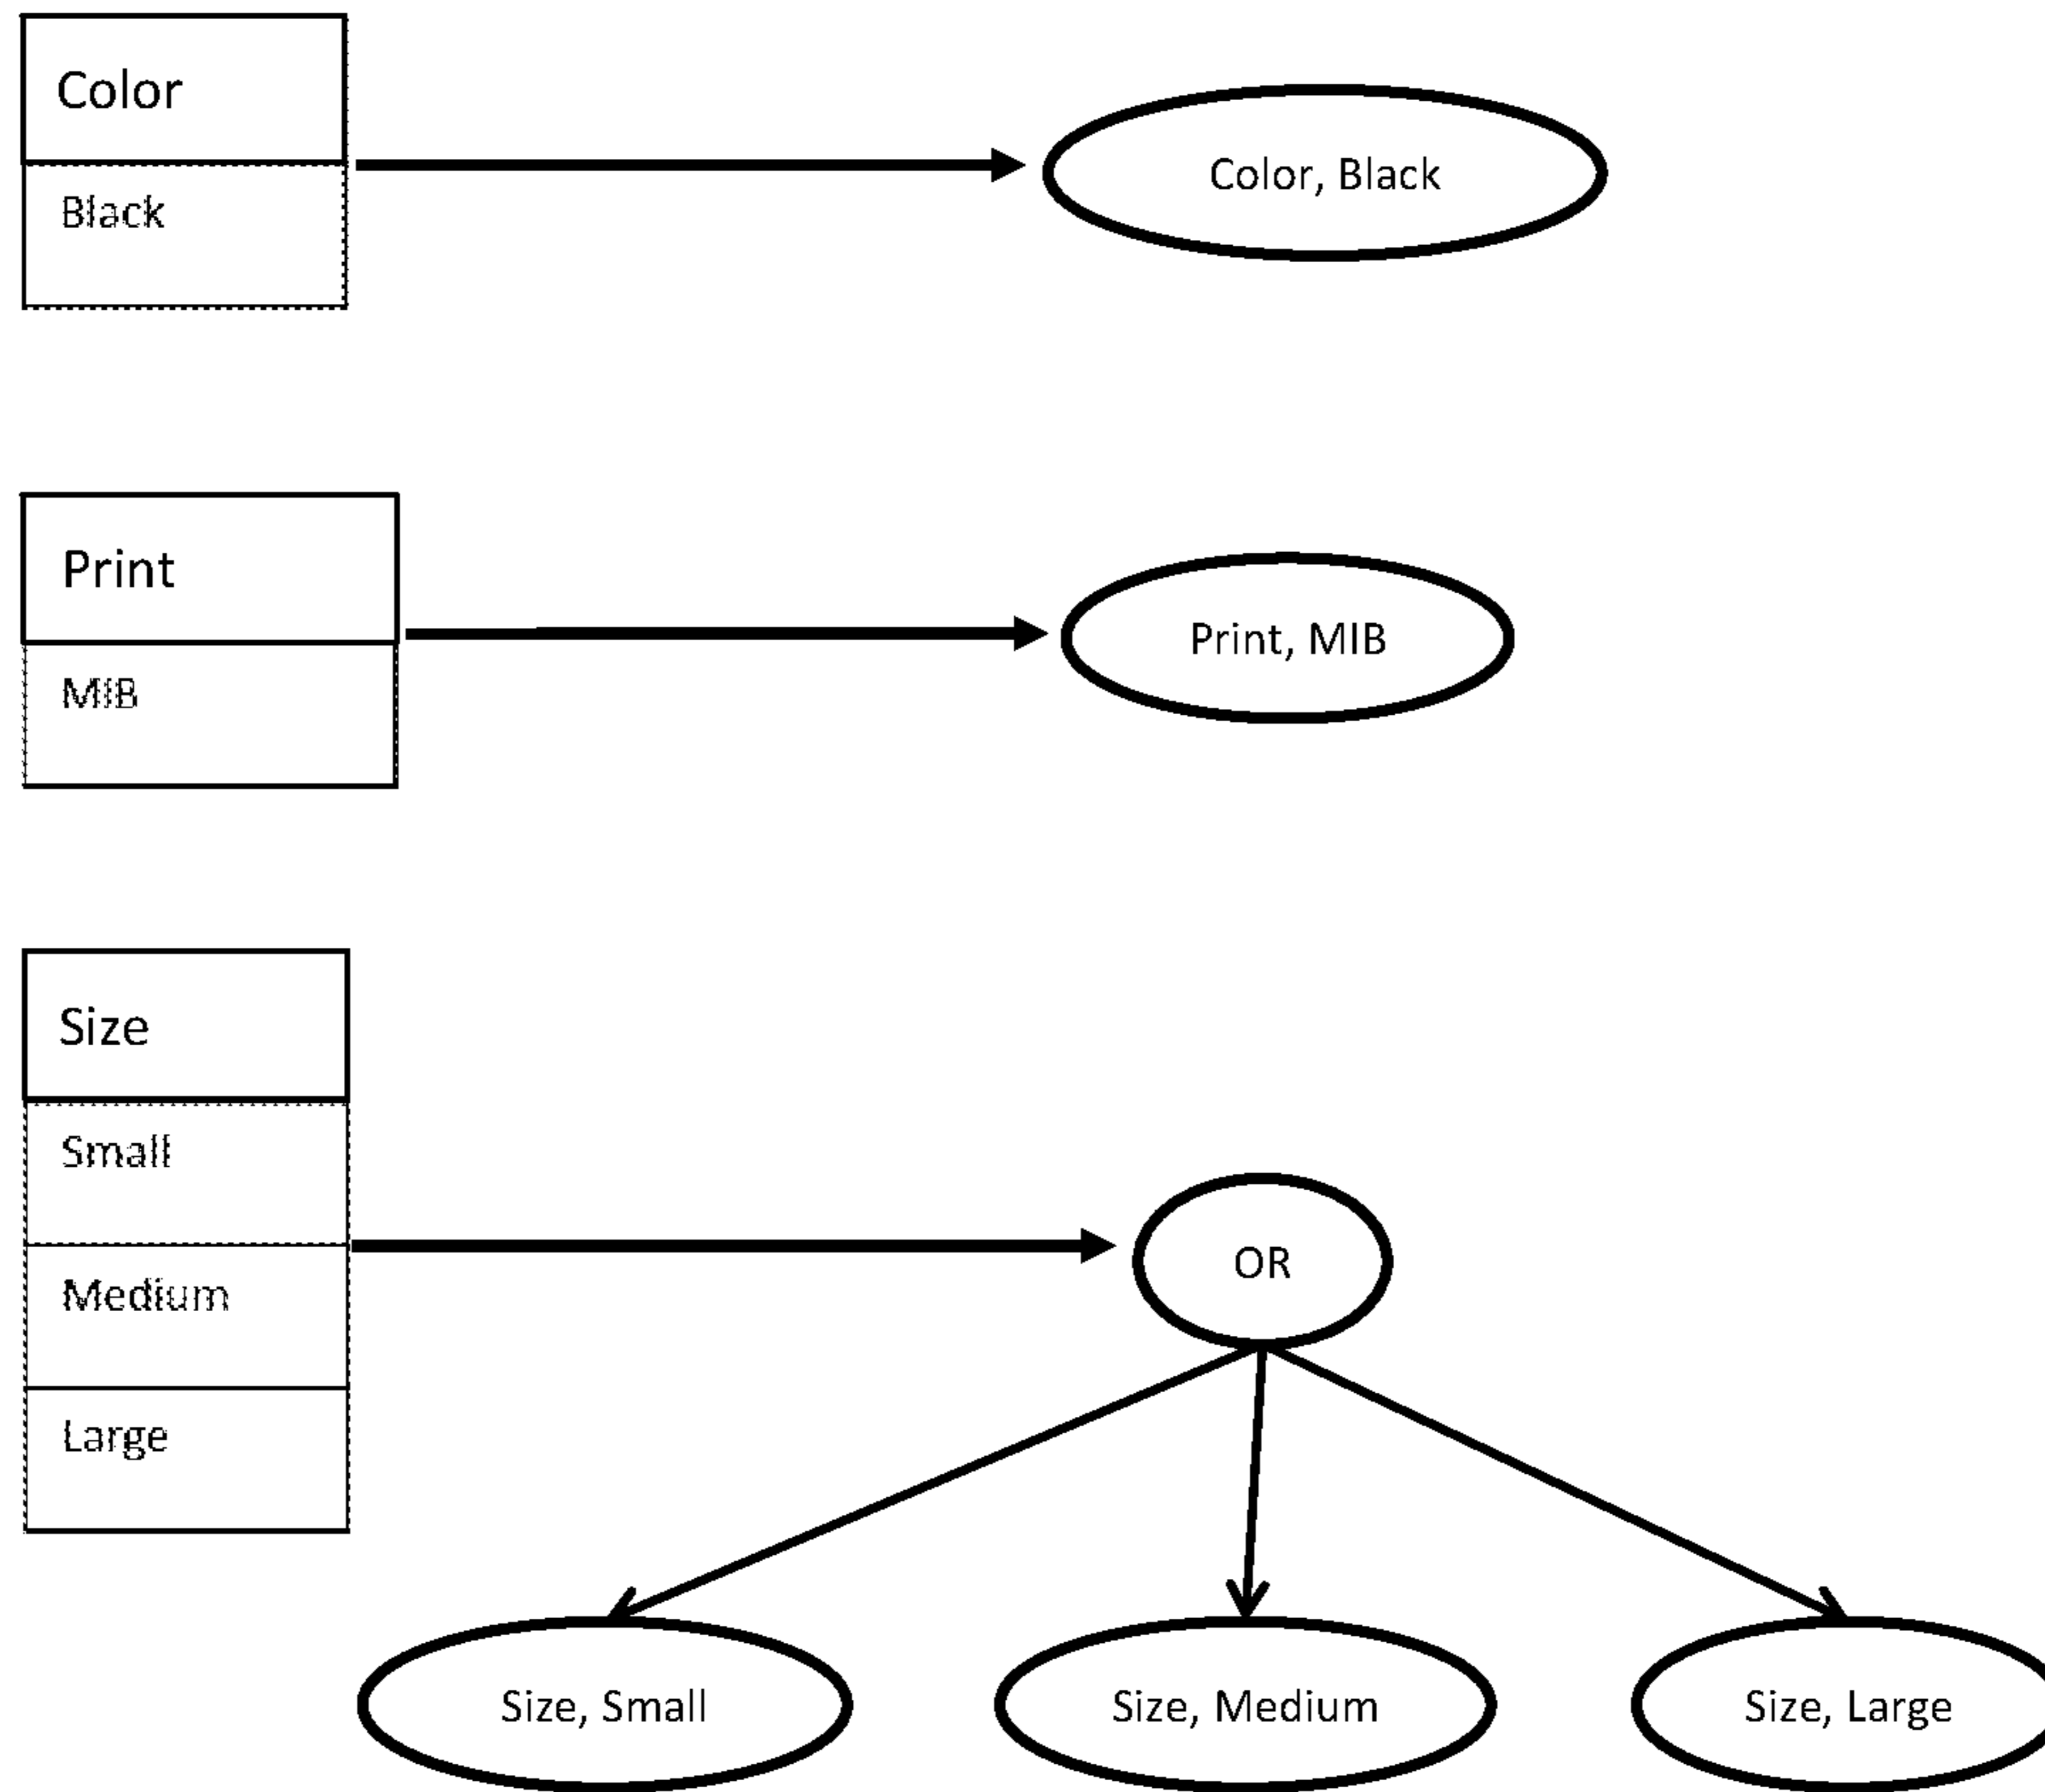 Color
Black
Color, Black
Print
MIB
Print, MIB
Size
Small
Medium
Large
OR
Size, Small
Size, Medium
Size, Large